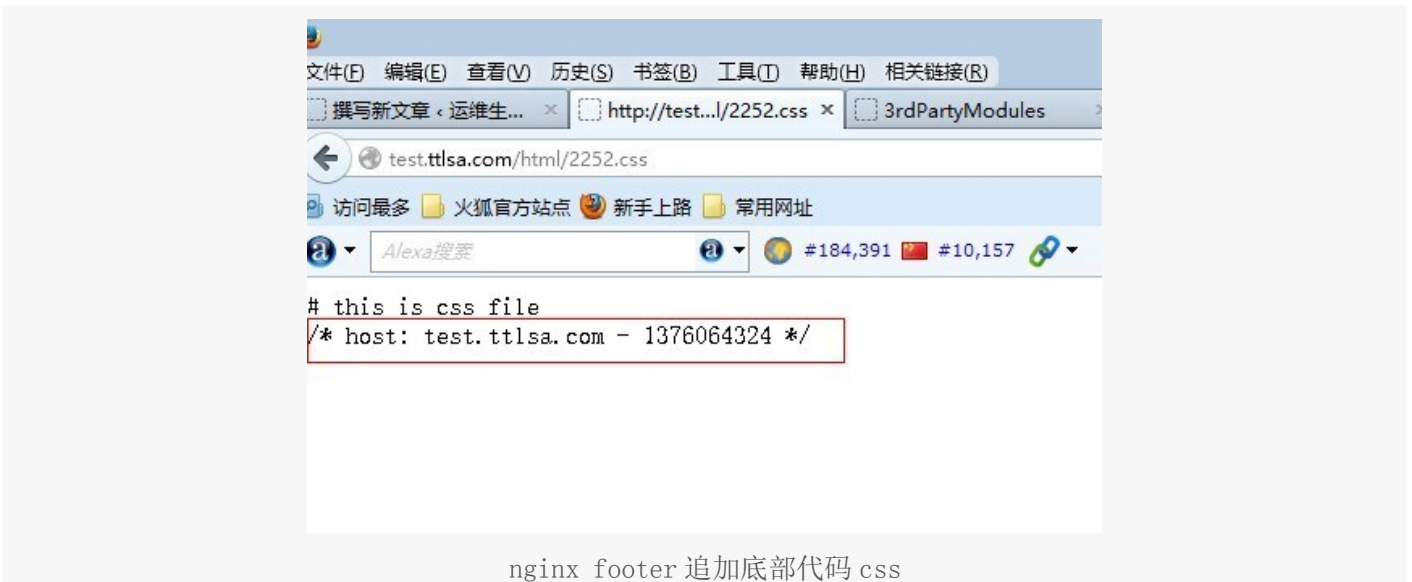 文件(F) 编辑(E) 查看(V) 历史(S) 书签(B) 工具(T) 帮助(H) 相关链接(R)
撰写新文章 ‹ 运维生... × http://test...l/2252.css × 3rdPartyModules ×
test.ttlsa.com/html/2252.css
访问最多 火狐官方站点 新手上路 常用网址
a Alexa搜索 a #184,391 #10,157
# this is css file
/* host: test.ttlsa.com - 1376064324 */
nginx footer 追加底部代码 css